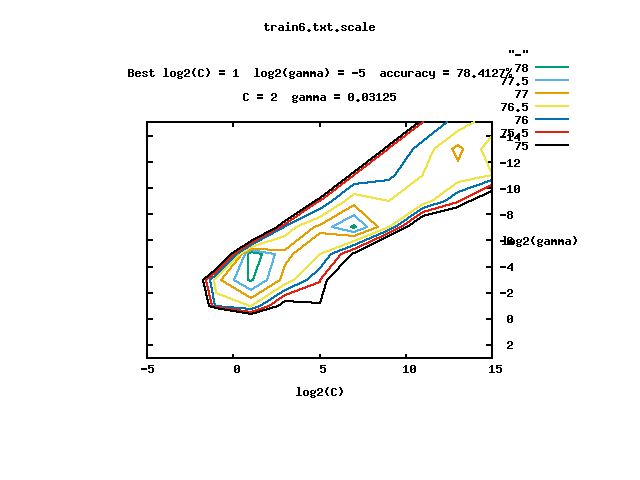 train6.txt.scale
"-"
Best log2(C) = 1  log2(gamma) = -5  accuracy = 78.4127%
78
77.5
C = 2  gamma = 0.03125
77
76.5
76
75.5
-14
75
-12
-10
-8
-6
log2(gamma)
-4
-2
0
2
-5 0 5 10 15
log2(C)